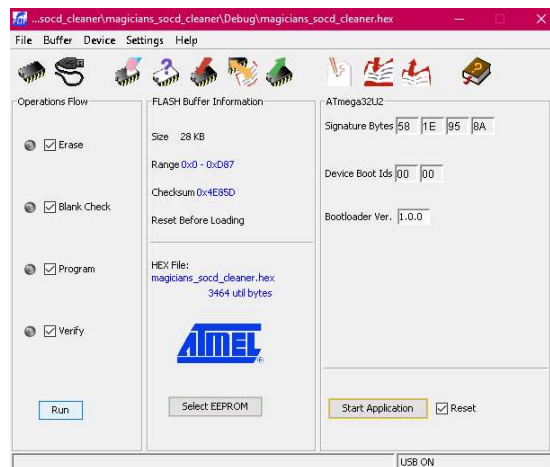 ...socd_cleaner\magicians_socd_cleaner\Debug\magicians_socd_cleaner.hex
File Buffer Device Settings Help
Operations Flow
Erase
Blank Check
Program
Verify
Run
FLASH Buffer Information
Size 28 KB
Range 0x0 - 0xD87
Checksum 0x4E85D
Reset Before Loading
HEX File:
magicians_socd_cleaner.hex
3464 util bytes
ATMEL
Select EEPROM
ATmega32U2
Signature Bytes 58 1E 95 8A
Device Boot Ids 00 00
Bootloader Ver. 1.0.0
Start Application Reset
USB ON